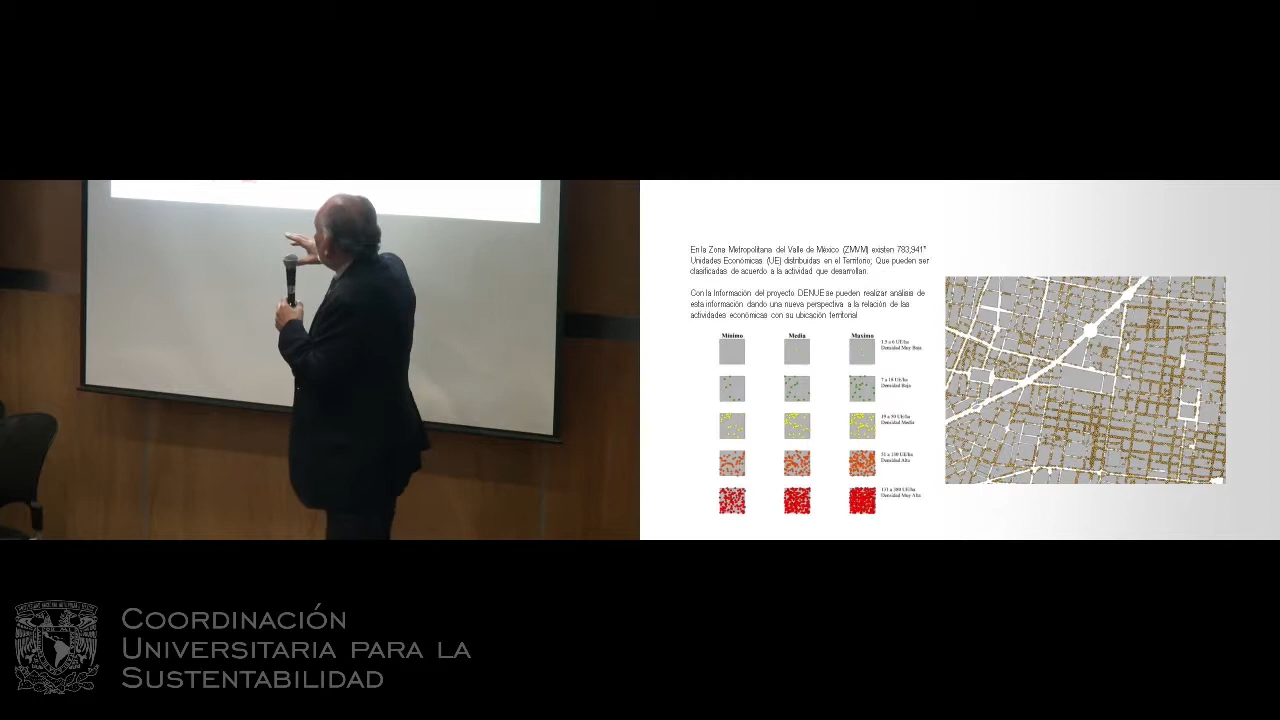 En la Zona Metropolitana del Valle de México (ZMVM) existen 783,941*
Unidades Económicas (UE) distribuidas en el Territorio; Que pueden ser
clasificadas de acuerdo a la actividad que desarrollan.
Con la Información del proyecto DENUE se pueden realizar análisis de
esta información dando una nueva perspectiva a la relación de las
actividades económicas con su ubicación territorial
Mínimo Media Maximo
1.5 a 6 UE/ha
Densidad Muy Baja
7 a 18 UE/ha
Densidad Baja
19 a 50 UE/ha
Densidad Media
51 a 130 UE/ha
Densidad Alta
131 a 380 UE/ha
Densidad Muy Alta
COORDINACIÓN
UNIVERSITARIA PARA LA
SUSTENTABILIDAD